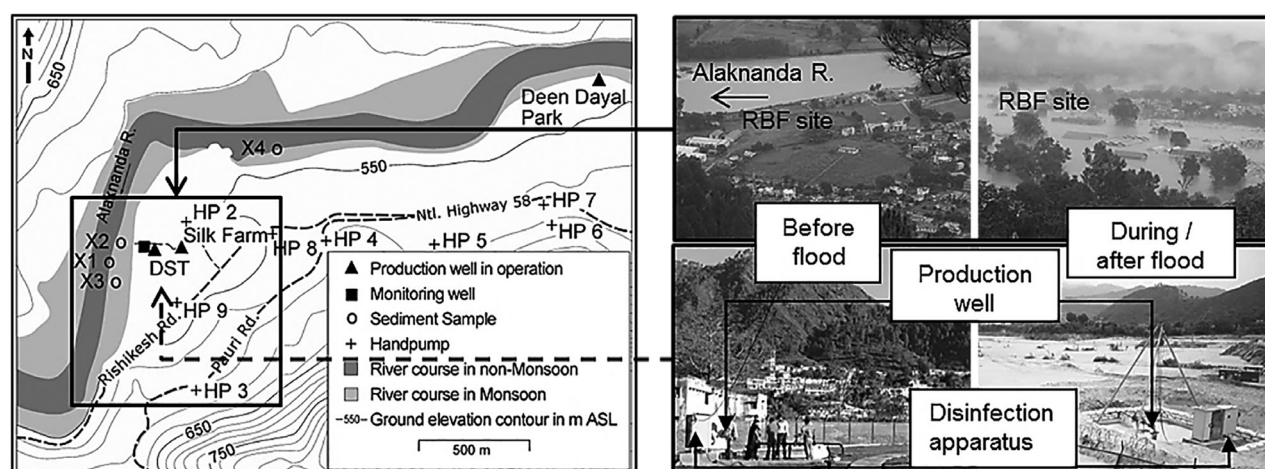 N
650
Alaknanda R.
Deen Dayal
Park
X4
550
HP 2
Silk Farm
HP 8
HP 4
Ntl. Highway 58
HP 7
HP 6
HP 5
X2
X1
X3
DST
HP 9
Rishikesh Rd.
Pauri Rd.
HP 3
650
750
Production well in operation
Monitoring well
Sediment Sample
Handpump
River course in non-Monsoon
River course in Monsoon
-550- Ground elevation contour in m ASL
500 m
Alaknanda R.
RBF site
RBF site
Before
flood
During /
after flood
Production
well
Disinfection
apparatus